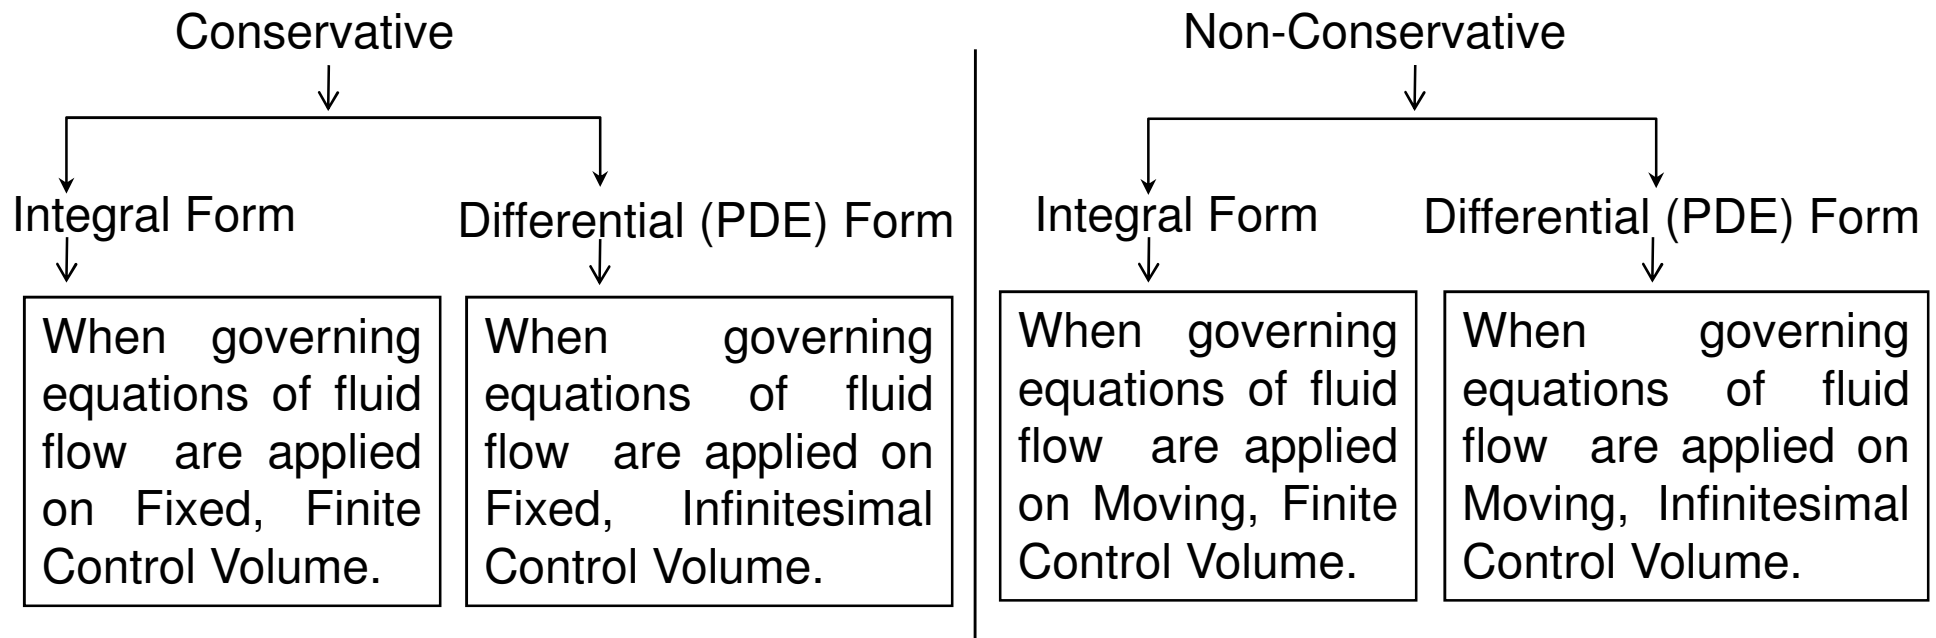 Conservative
Integral Form
Differential (PDE) Form
When governing
equations of fluid
flow are applied
on Fixed, Finite
Control Volume.
When governing
equations of fluid
flow are applied on
Fixed, Infinitesimal
Control Volume.
Non-Conservative
Integral Form
Differential (PDE) Form
When governing
equations of fluid
flow are applied
on Moving, Finite
Control Volume.
When governing
equations of fluid
flow are applied on
Moving, Infinitesimal
Control Volume.